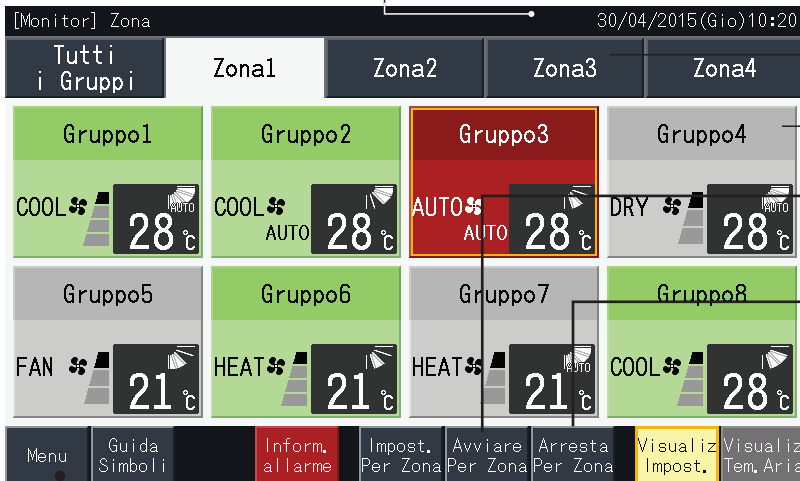 [Monitor] Zona 30/04/2015(Gio)10:20
Tutti
i Gruppi
Zona1 Zona2 Zona3 Zona4
Gruppo1 Gruppo2 Gruppo3 Gruppo4
COOL AUTO 28 °C
COOL AUTO 28 °C
AUTO AUTO 28 °C
DRY AUTO 28 °C
Gruppo5 Gruppo6 Gruppo7 Gruppo8
FAN 21 °C
HEAT 21 °C
HEAT AUTO 21 °C
COOL 28 °C
Menu
Guida
Simboli
Inform.
allarme
Impost.
Per Zona
Avviare
Per Zona
Arresta
Per Zona
Visualiz
Impost.
Visualiz
Tem.Aria